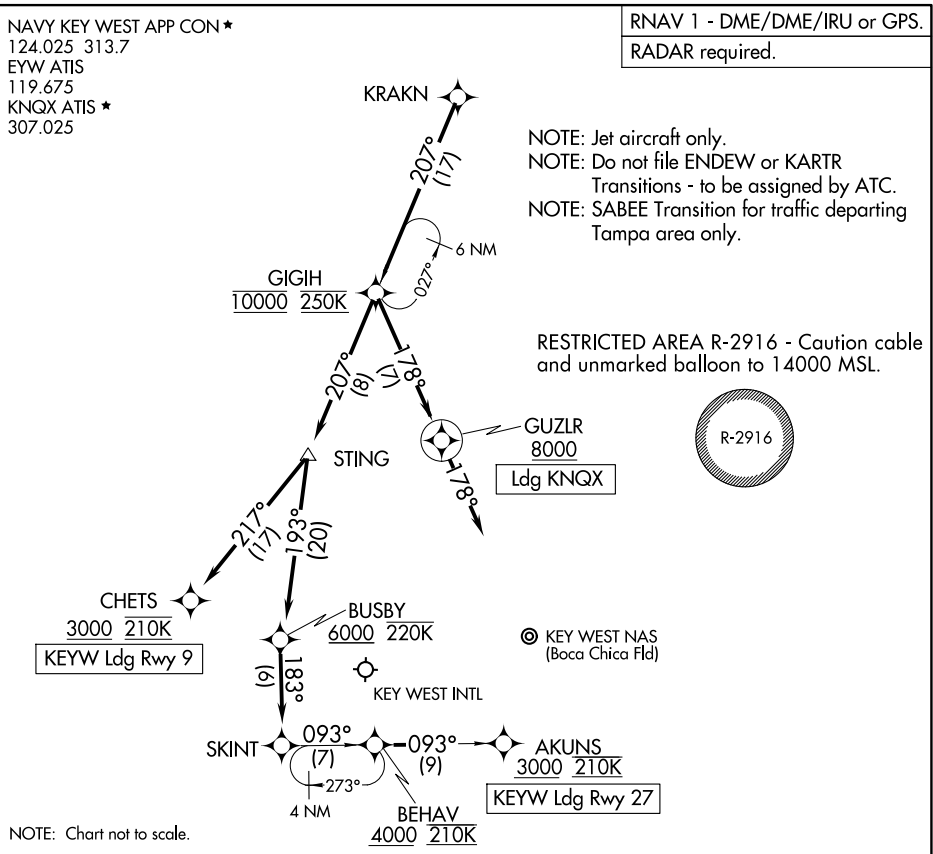 NAVY KEY WEST APP CON ★
124.025 313.7
EYW ATIS
119.675
KNQX ATIS ★
307.025
RNAV 1 - DME/DME/IRU or GPS.
RADAR required.
KRAKN
207°
(17)
NOTE: Jet aircraft only.
NOTE: Do not file ENDEW or KARTR
Transitions - to be assigned by ATC.
NOTE: SABEE Transition for traffic departing
Tampa area only.
6 NM
027°
GIGIH
10000 250K
207°
(8)
178°
(7)
RESTRICTED AREA R-2916 - Caution cable
and unmarked balloon to 14000 MSL.
R-2916
GUZLR
8000
Ldg KNQX
178°
STING
217°
(17)
193°
(20)
CHETS
3000 210K
KEYW Ldg Rwy 9
BUSBY
6000 220K
KEY WEST NAS
(Boca Chica Fld)
183°
(6)
KEY WEST INTL
SKINT
093°
(7)
093°
(9)
AKUNS
3000 210K
KEYW Ldg Rwy 27
273°
4 NM
BEHAV
4000 210K
NOTE: Chart not to scale.